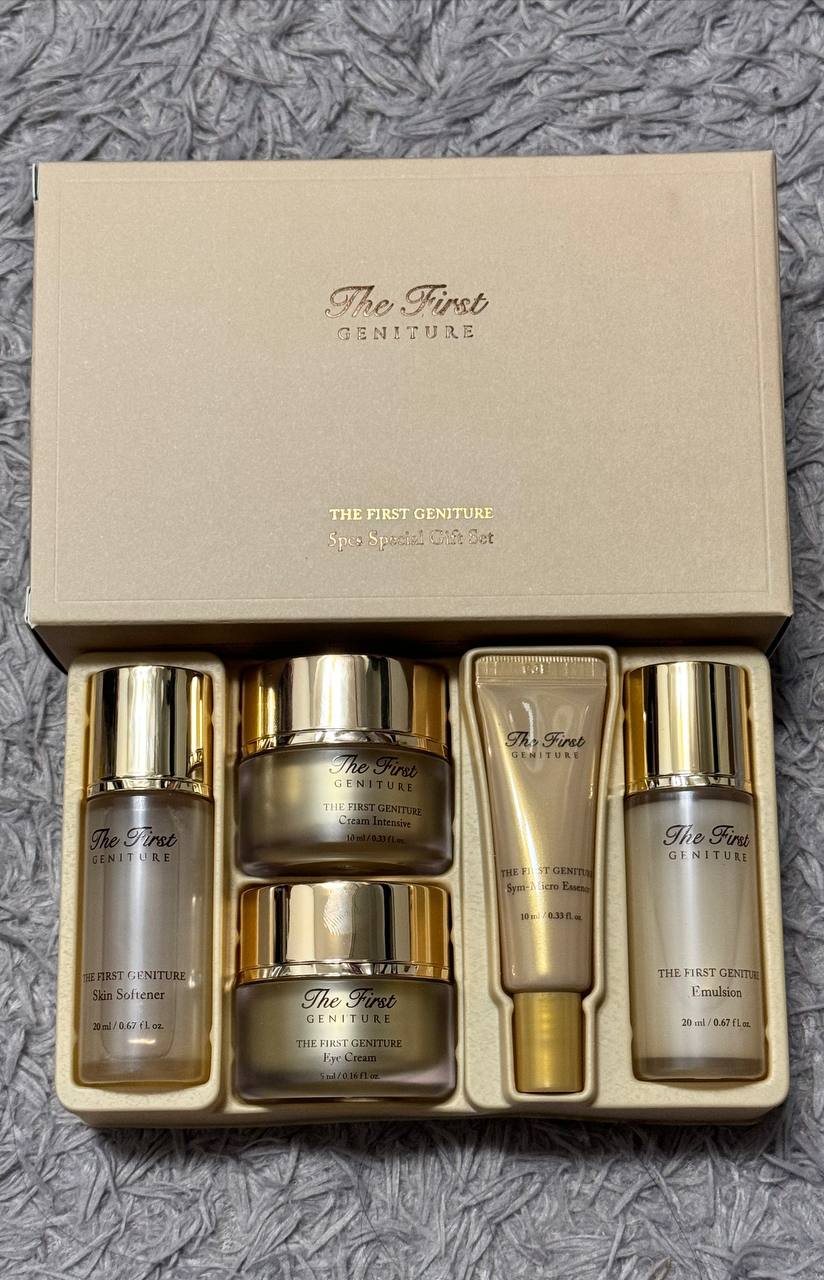 The First
GENITURE
THE FIRST GENITURE
5pcs Special Gift Set
The First
GENITURE
THE FIRST GENITURE
Skin Softener
20 ml / 0.67 fl. oz.
The First
GENITURE
THE FIRST GENITURE
Cream Intensive
10 ml / 0.33 fl. oz.
The First
GENITURE
THE FIRST GENITURE
Eye Cream
5 ml / 0.16 fl. oz.
The First
GENITURE
THE FIRST GENITURE
Sym-Micro Essence
10 ml / 0.33 fl. oz.
The First
GENITURE
THE FIRST GENITURE
Emulsion
20 ml / 0.67 fl. oz.